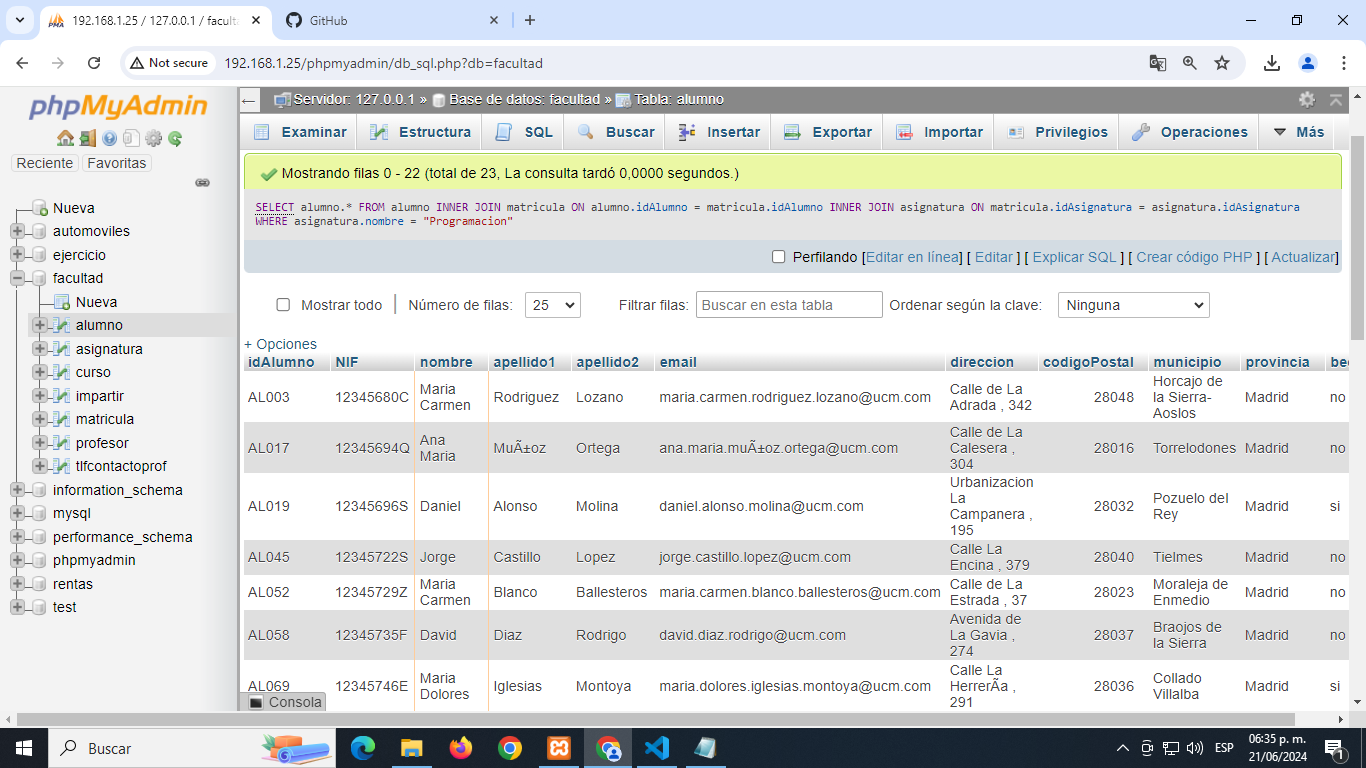 192.168.1.25 / 127.0.0.1 / facult
GitHub
Not secure
192.168.1.25/phpmyadmin/db_sql.php?db=facultad
phpMyAdmin
Reciente
Favoritas
Nueva
automoviles
ejercicio
facultad
Nueva
alumno
asignatura
curso
impartir
matricula
profesor
tlfcontactoprof
information_schema
mysql
performance_schema
phpmyadmin
rentas
test
Servidor: 127.0.0.1 » Base de datos: facultad » Tabla: alumno
Examinar Estructura SQL Buscar Insertar Exportar Importar Privilegios Operaciones Más
Mostrando filas 0 - 22 (total de 23, La consulta tardó 0,0000 segundos.)
SELECT alumno.* FROM alumno INNER JOIN matricula ON alumno.idAlumno = matricula.idAlumno INNER JOIN asignatura ON matricula.idAsignatura = asignatura.idAsignatura
WHERE asignatura.nombre = "Programacion"
Perfilando [Editar en línea] [ Editar ] [ Explicar SQL ] [ Crear código PHP ] [ Actualizar]
Mostrar todo | Número de filas: 25 Filtrar filas: Buscar en esta tabla Ordenar según la clave: Ninguna
+ Opciones
idAlumno NIF nombre apellido1 apellido2 email direccion codigoPostal municipio provincia bec
AL003 12345680C Maria Carmen Rodriguez Lozano maria.carmen.rodriguez.lozano@ucm.com Calle de La Adrada , 342 28048 Horcajo de la Sierra-Aoslos Madrid no
AL017 12345694Q Ana Maria MuÃ±oz Ortega ana.maria.muÃ±oz.ortega@ucm.com Calle de La Calesera , 304 28016 Torrelodones Madrid no
AL019 12345696S Daniel Alonso Molina daniel.alonso.molina@ucm.com Urbanizacion La Campanera , 195 28032 Pozuelo del Rey Madrid si
AL045 12345722S Jorge Castillo Lopez jorge.castillo.lopez@ucm.com Calle La Encina , 379 28040 Tielmes Madrid no
AL052 12345729Z Maria Carmen Blanco Ballesteros maria.carmen.blanco.ballesteros@ucm.com Calle de La Estrada , 37 28023 Moraleja de Enmedio Madrid no
AL058 12345735F David Diaz Rodrigo david.diaz.rodrigo@ucm.com Avenida de La Gavia , 274 28037 Braojos de la Sierra Madrid no
AL069 12345746E Maria Dolores Iglesias Montoya maria.dolores.iglesias.montoya@ucm.com Calle La HerrerÃa , 291 28036 Collado Villalba Madrid si
Consola
Buscar
ESP
06:35 p. m.
21/06/2024
1